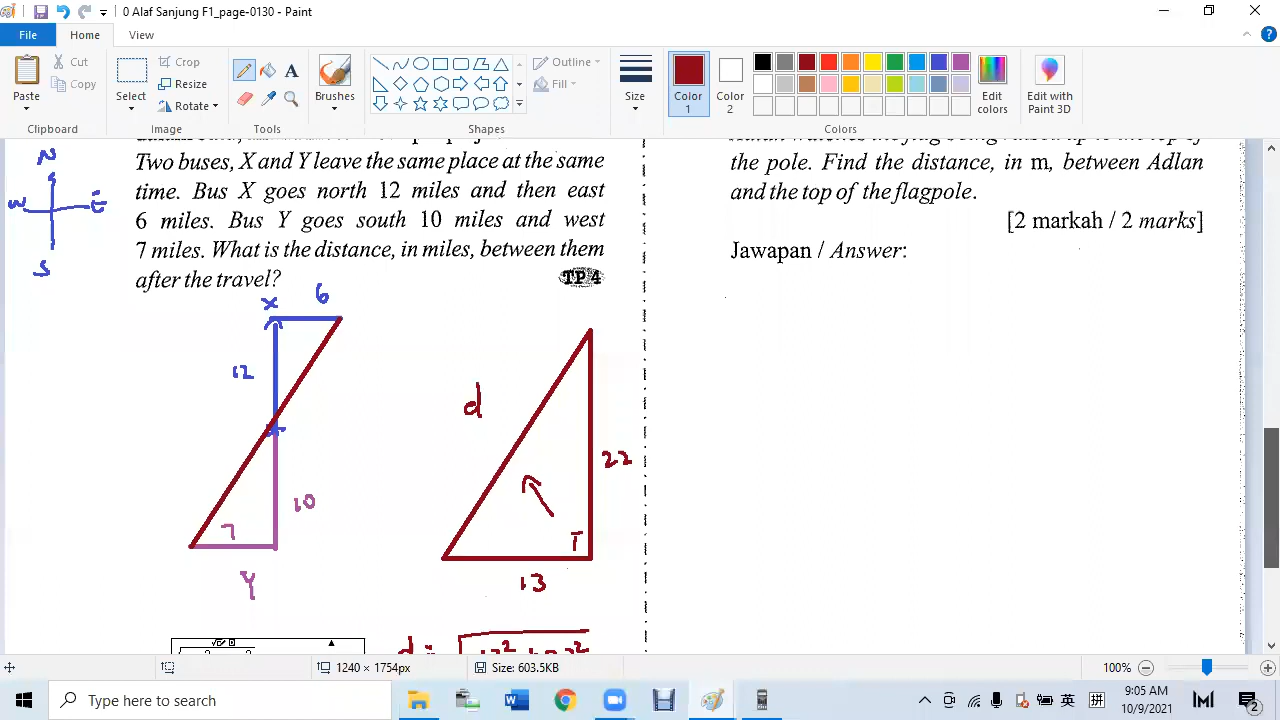 0 Alaf Sanjung F1_page-0130 - Paint
File
Home
View
Paste
Cut
Copy
Clipboard
Select
Crop
Resize
Rotate
Image
A
Tools
Brushes
Outline
Fill
Shapes
Size
Color
1
Color
2
Edit
colors
Edit with
Paint 3D
Colors
N
W
E
S
Two buses, X and Y leave the same place at the same
time. Bus X goes north 12 miles and then east
6 miles. Bus Y goes south 10 miles and west
7 miles. What is the distance, in miles, between them
after the travel?
TP 4
x
6
12
10
7
Y
d
22
13
d =
the pole. Find the distance, in m, between Adlan
and the top of the flagpole.
[2 markah / 2 marks]
Jawapan / Answer:
1240 × 1754px
Size: 603.5KB
100%
Type here to search
9:05 AM
10/9/2021
英
拼
2